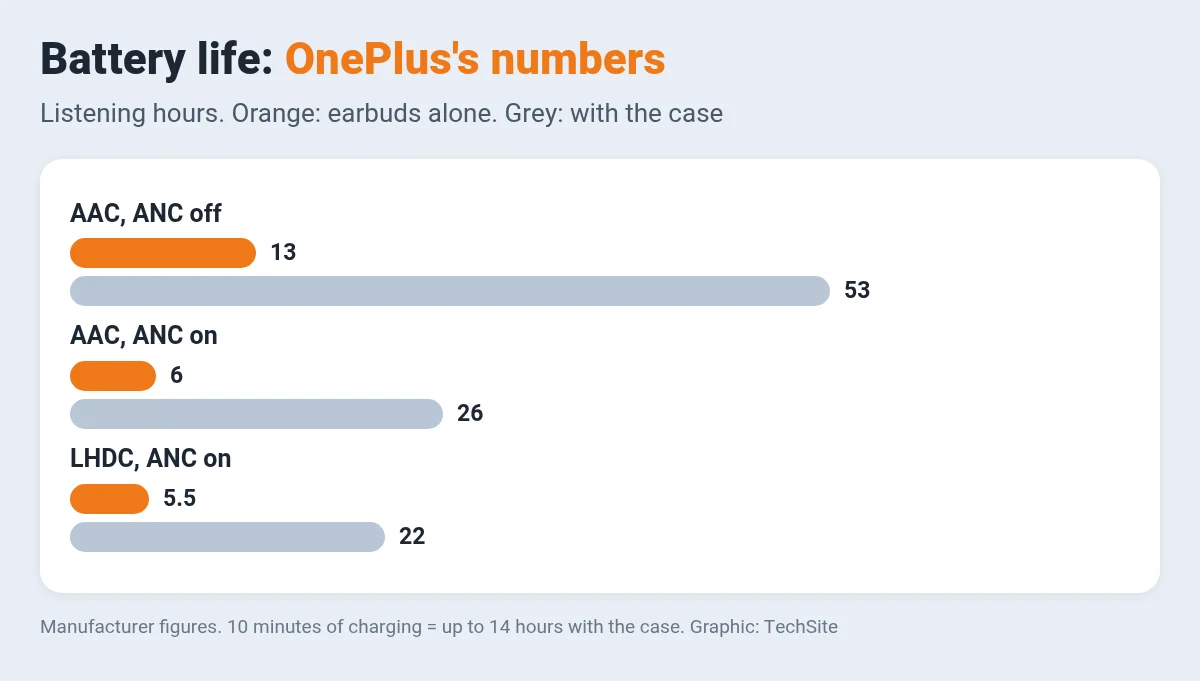 Battery life: OnePlus's numbers
Listening hours. Orange: earbuds alone. Grey: with the case
AAC, ANC off
13
53
AAC, ANC on
6
26
LHDC, ANC on
5.5
22
Manufacturer figures. 10 minutes of charging = up to 14 hours with the case. Graphic: TechSite